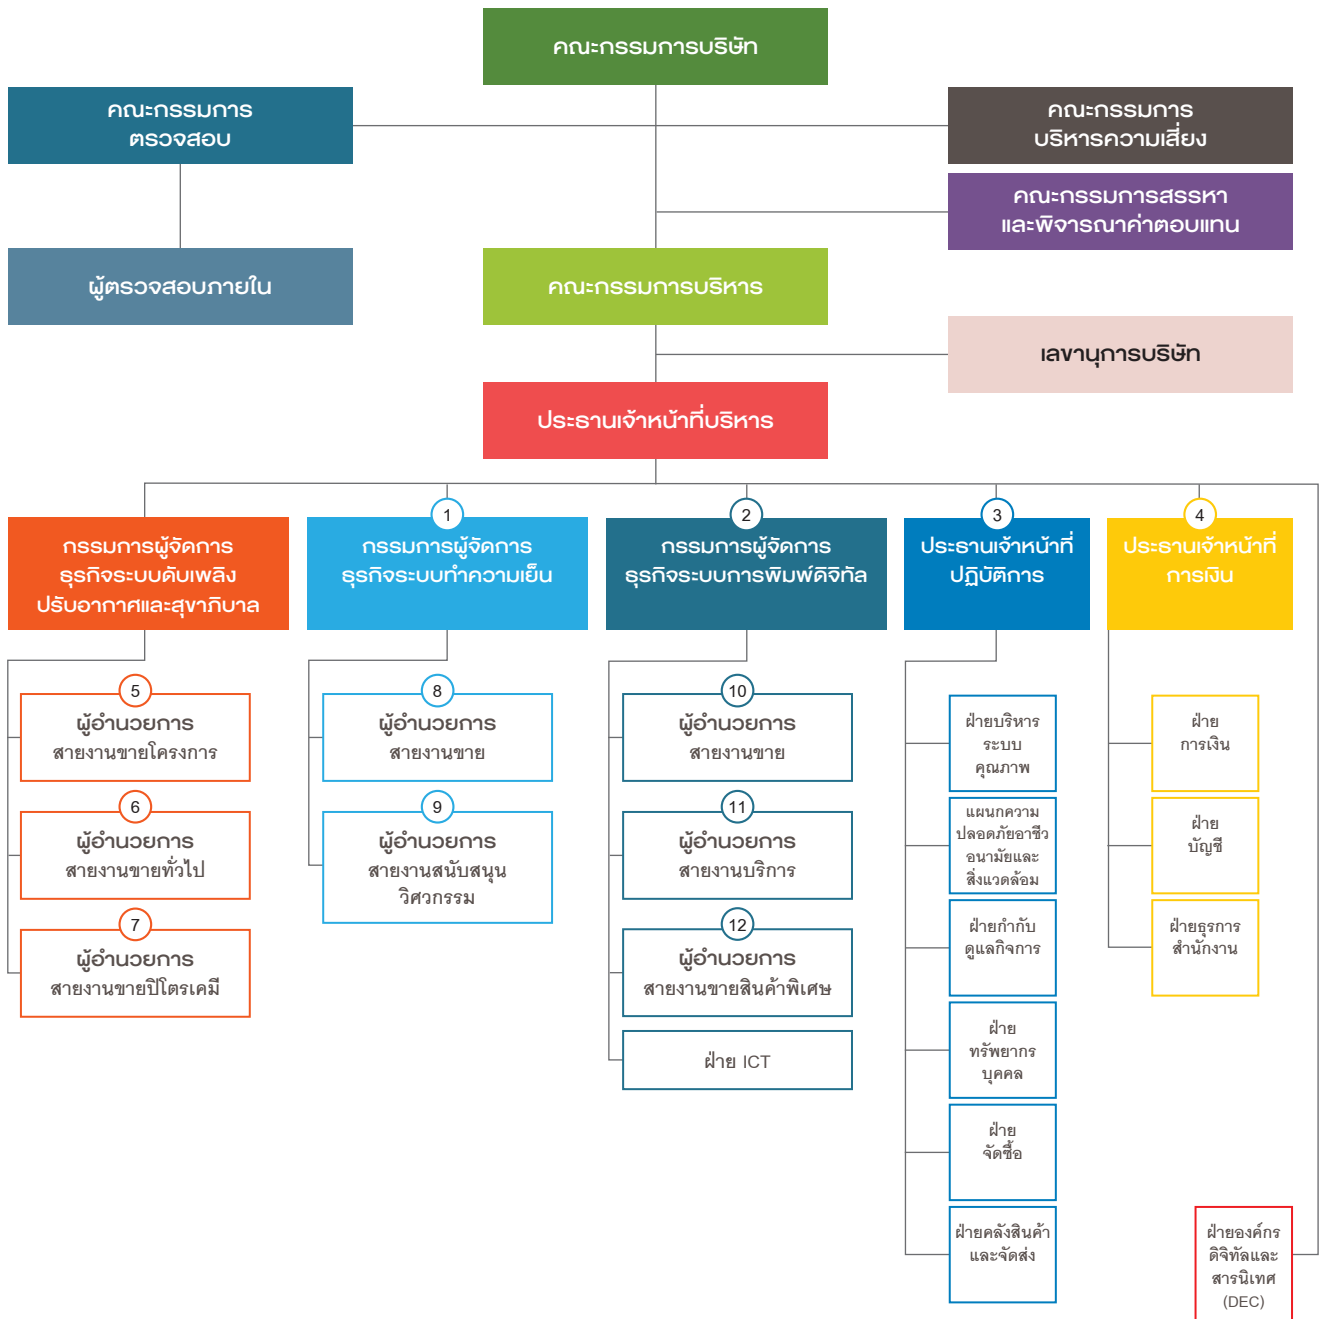 คณะกรรมการบริษัท
คณะกรรมการ
ตรวจสอบ
คณะกรรมการ
บริหารความเสี่ยง
คณะกรรมการสรรหา
และพิจารณาค่าตอบแทน
ผู้ตรวจสอบภายใน
คณะกรรมการบริหาร
เลขานุการบริษัท
ประธานเจ้าหน้าที่บริหาร
กรรมการผู้จัดการ
ธุรกิจระบบดับเพลิง
ปรับอากาศและสุขาภิบาล
1
กรรมการผู้จัดการ
ธุรกิจระบบทำความเย็น
2
กรรมการผู้จัดการ
ธุรกิจระบบการพิมพ์ดิจิทัล
3
ประธานเจ้าหน้าที่
ปฏิบัติการ
4
ประธานเจ้าหน้าที่
การเงิน
5
ผู้อำนวยการ
สายงานขายโครงการ
6
ผู้อำนวยการ
สายงานขายทั่วไป
7
ผู้อำนวยการ
สายงานขายปิโตรเคมี
8
ผู้อำนวยการ
สายงานขาย
9
ผู้อำนวยการ
สายงานสนับสนุน
วิศวกรรม
10
ผู้อำนวยการ
สายงานขาย
11
ผู้อำนวยการ
สายงานบริการ
12
ผู้อำนวยการ
สายงานขายสินค้าพิเศษ
ฝ่าย ICT
ฝ่ายบริหาร
ระบบ
คุณภาพ
แผนกความ
ปลอดภัยอาชีว
อนามัยและ
สิ่งแวดล้อม
ฝ่ายกำกับ
ดูแลกิจการ
ฝ่าย
ทรัพยากร
บุคคล
ฝ่าย
จัดซื้อ
ฝ่ายคลังสินค้า
และจัดส่ง
ฝ่าย
การเงิน
ฝ่าย
บัญชี
ฝ่ายธุรการ
สำนักงาน
ฝ่ายองค์กร
ดิจิทัลและ
สารนิเทศ
(DEC)